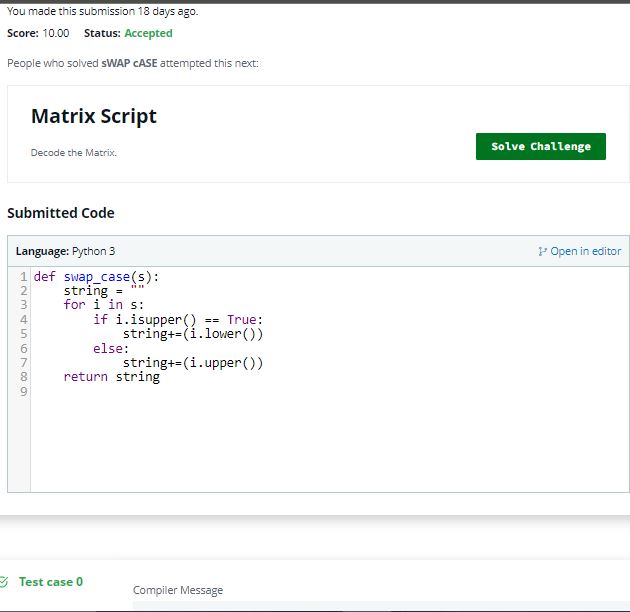 You made this submission 18 days ago.
Score: 10.00 Status: Accepted
People who solved sWAP cASE attempted this next:
Matrix Script
Decode the Matrix.
Solve Challenge
Submitted Code
Language: Python 3
Open in editor
1 def swap_case(s):
2     string = ""
3     for i in s:
4         if i.isupper() == True:
5             string+=(i.lower())
6         else:
7             string+=(i.upper())
8     return string
9
Test case 0
Compiler Message